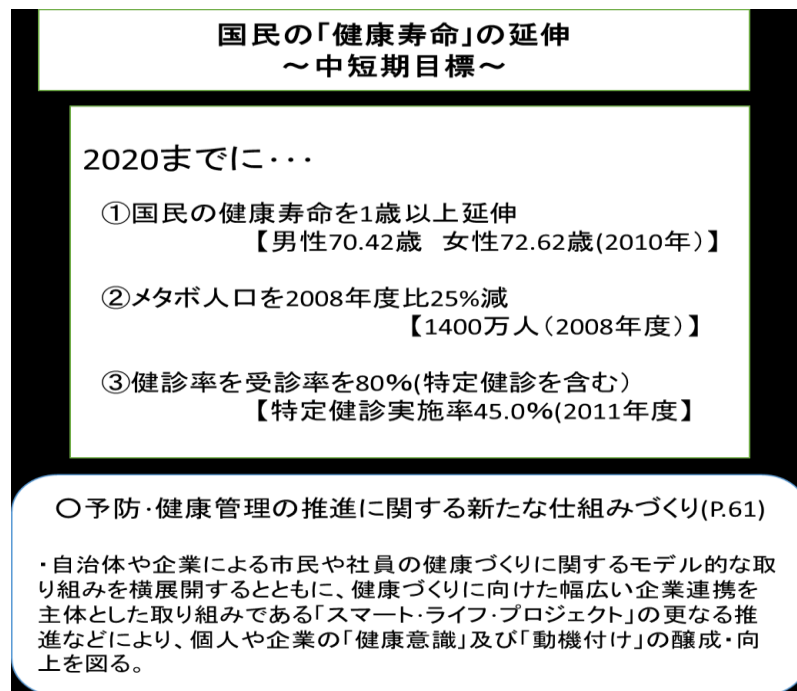 国民の「健康寿命」の延伸
～中短期目標～
2020までに･･･
①国民の健康寿命を1歳以上延伸
【男性70.42歳　女性72.62歳(2010年)】
②メタボ人口を2008年度比25%減
【1400万人(2008年度)】
③健診率を受診率を80%(特定健診を含む)
【特定健診実施率45.0%(2011年度】
〇予防･健康管理の推進に関する新たな仕組みづくり(P.61)
・自治体や企業による市民や社員の健康づくりに関するモデル的な取
り組みを横展開するとともに、健康づくりに向けた幅広い企業連携を
主体とした取り組みである「スマート･ライフ･プロジェクト」の更なる推
進などにより、個人や企業の「健康意識」及び「動機付け」の醸成・向
上を図る。